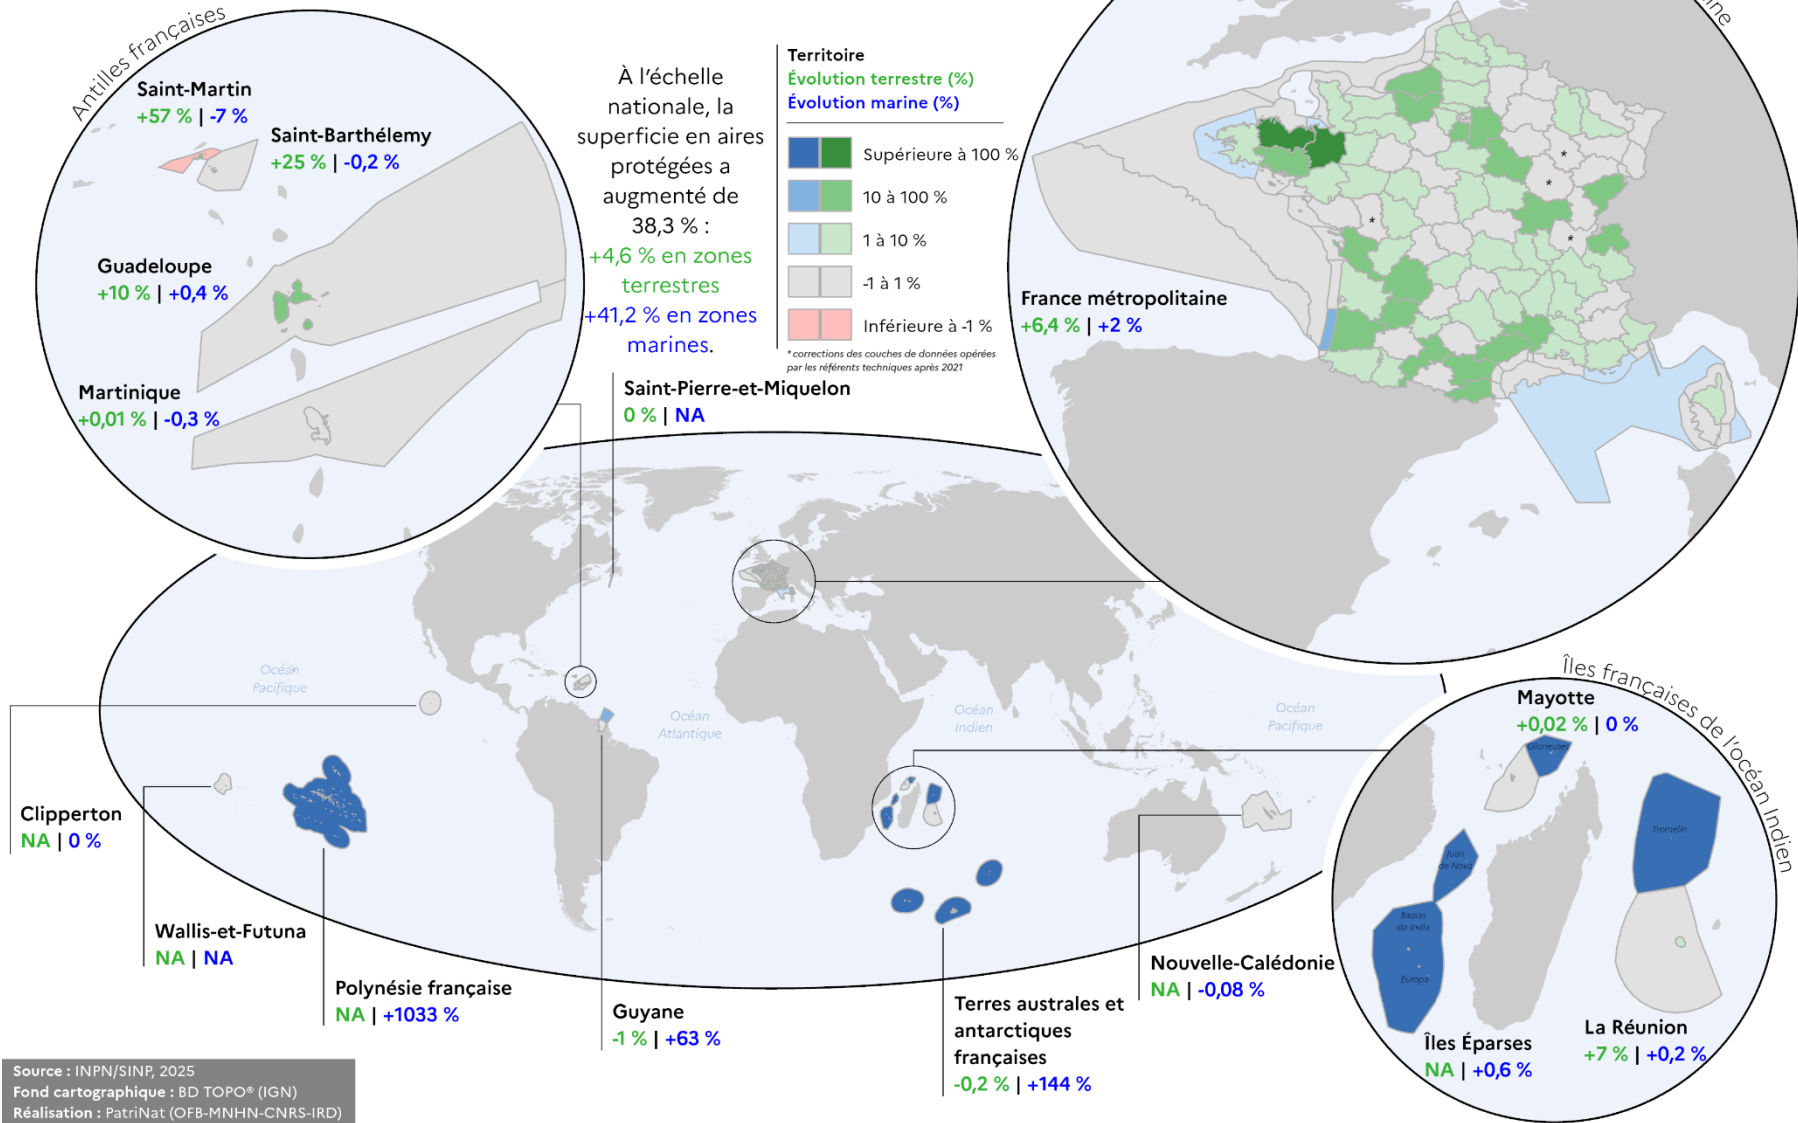 Antilles françaises
Saint-Martin
+57 % | -7 %
Saint-Barthélemy
+25 % | -0,2 %
Guadeloupe
+10 % | +0,4 %
Martinique
+0,01 % | -0,3 %
À l'échelle
nationale, la
superficie en aires
protégées a
augmenté de
38,3 % :
+4,6 % en zones
terrestres
+41,2 % en zones
marines.
Territoire
Évolution terrestre (%)
Évolution marine (%)
Supérieure à 100 %
10 à 100 %
1 à 10 %
-1 à 1 %
Inférieure à -1 %
* corrections des couches de données opérées
par les référents techniques après 2021
*
*
*
*
France métropolitaine
+6,4 % | +2 %
Saint-Pierre-et-Miquelon
0 % | NA
Océan
Pacifique
Océan
Atlantique
Océan
Indien
Océan
Pacifique
Clipperton
NA | 0 %
Wallis-et-Futuna
NA | NA
Polynésie française
NA | +1033 %
Guyane
-1 % | +63 %
Terres australes et
antarctiques
françaises
-0,2 % | +144 %
Nouvelle-Calédonie
NA | -0,08 %
Îles françaises de l'océan Indien
Mayotte
+0,02 % | 0 %
Glorieuses
Tromelin
Juan
de Nova
Bassas
da India
Europa
Îles Éparses
NA | +0,6 %
La Réunion
+7 % | +0,2 %
Source : INPN/SINP, 2025
Fond cartographique : BD TOPO® (IGN)
Réalisation : PatriNat (OFB-MNHN-CNRS-IRD)